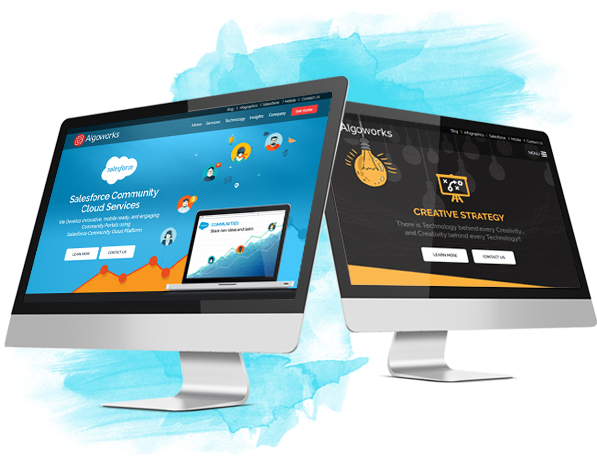 Blog | Infographics | Salesforce | Mobile | Contact Us
Algoworks
Home Services Technology Insights Company
salesforce
Salesforce Community
Cloud Services
We Develop innovative, mobile ready, and engaging
Community Portals using
Salesforce Community Cloud Platform
LEARN MORE CONTACT US
COMMUNITIES
Share new ideas and learn.
Blog | Infographics | Salesforce | Mobile | Contact Us
Algoworks
MENU
CREATIVE STRATEGY
There is Technology behind every Creativity...
and Creativity behind every Technology!!
LEARN MORE CONTACT US